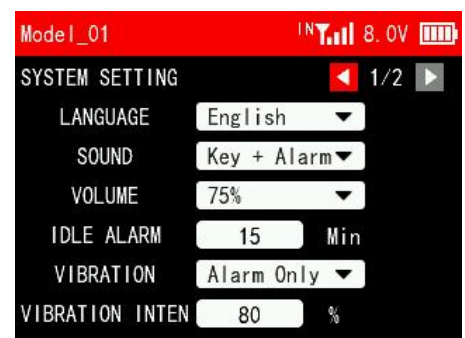 Model_01 IN 8.0V
SYSTEM SETTING 1/2
LANGUAGE English
SOUND Key + Alarm
VOLUME 75%
IDLE ALARM 15 Min
VIBRATION Alarm Only
VIBRATION INTEN 80 %